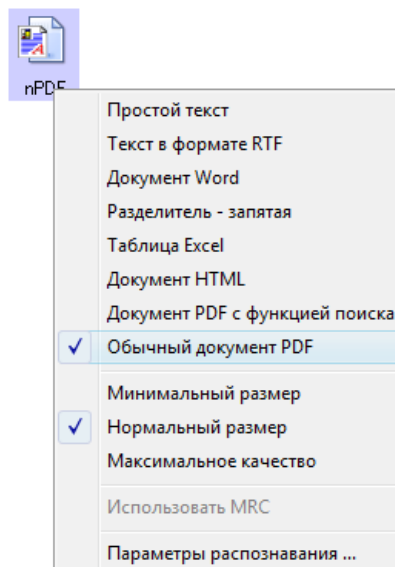 nPDF
Простой текст
Текст в формате RTF
Документ Word
Разделитель - запятая
Таблица Excel
Документ HTML
Документ PDF с функцией поиска
Обычный документ PDF
Минимальный размер
Нормальный размер
Максимальное качество
Использовать MRC
Параметры распознавания ...